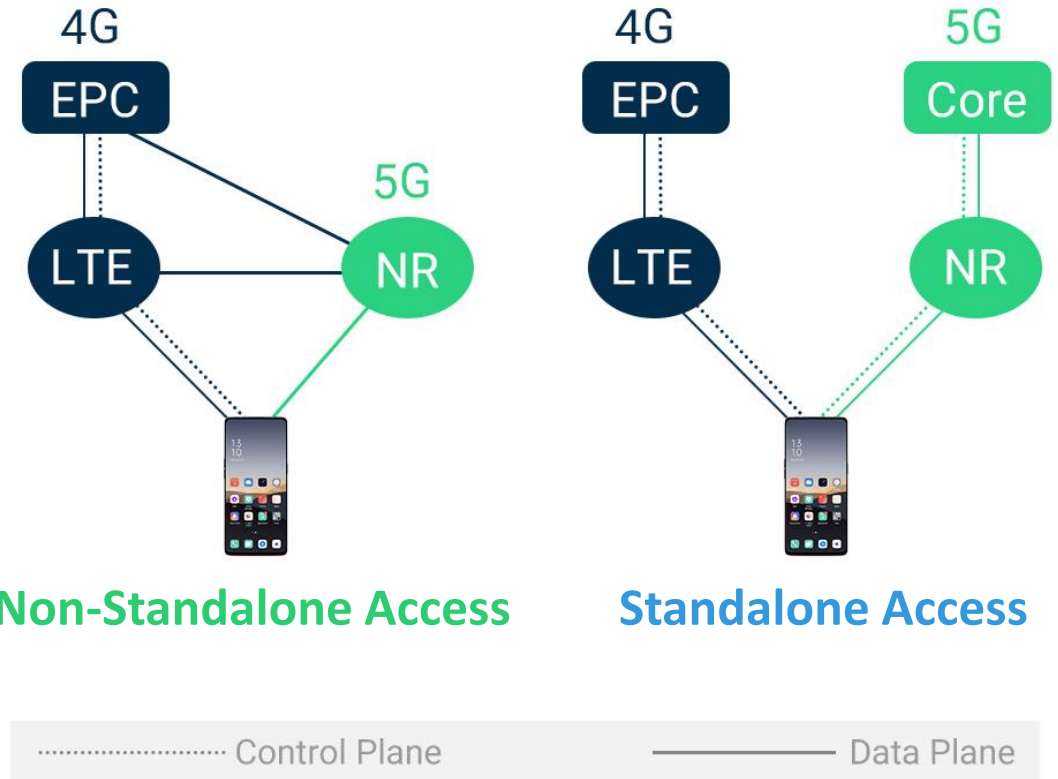 4G
EPC
5G
LTE
NR
13
10
Non-Standalone Access
4G
5G
EPC
Core
LTE
NR
13
10
Standalone Access
Control Plane
Data Plane